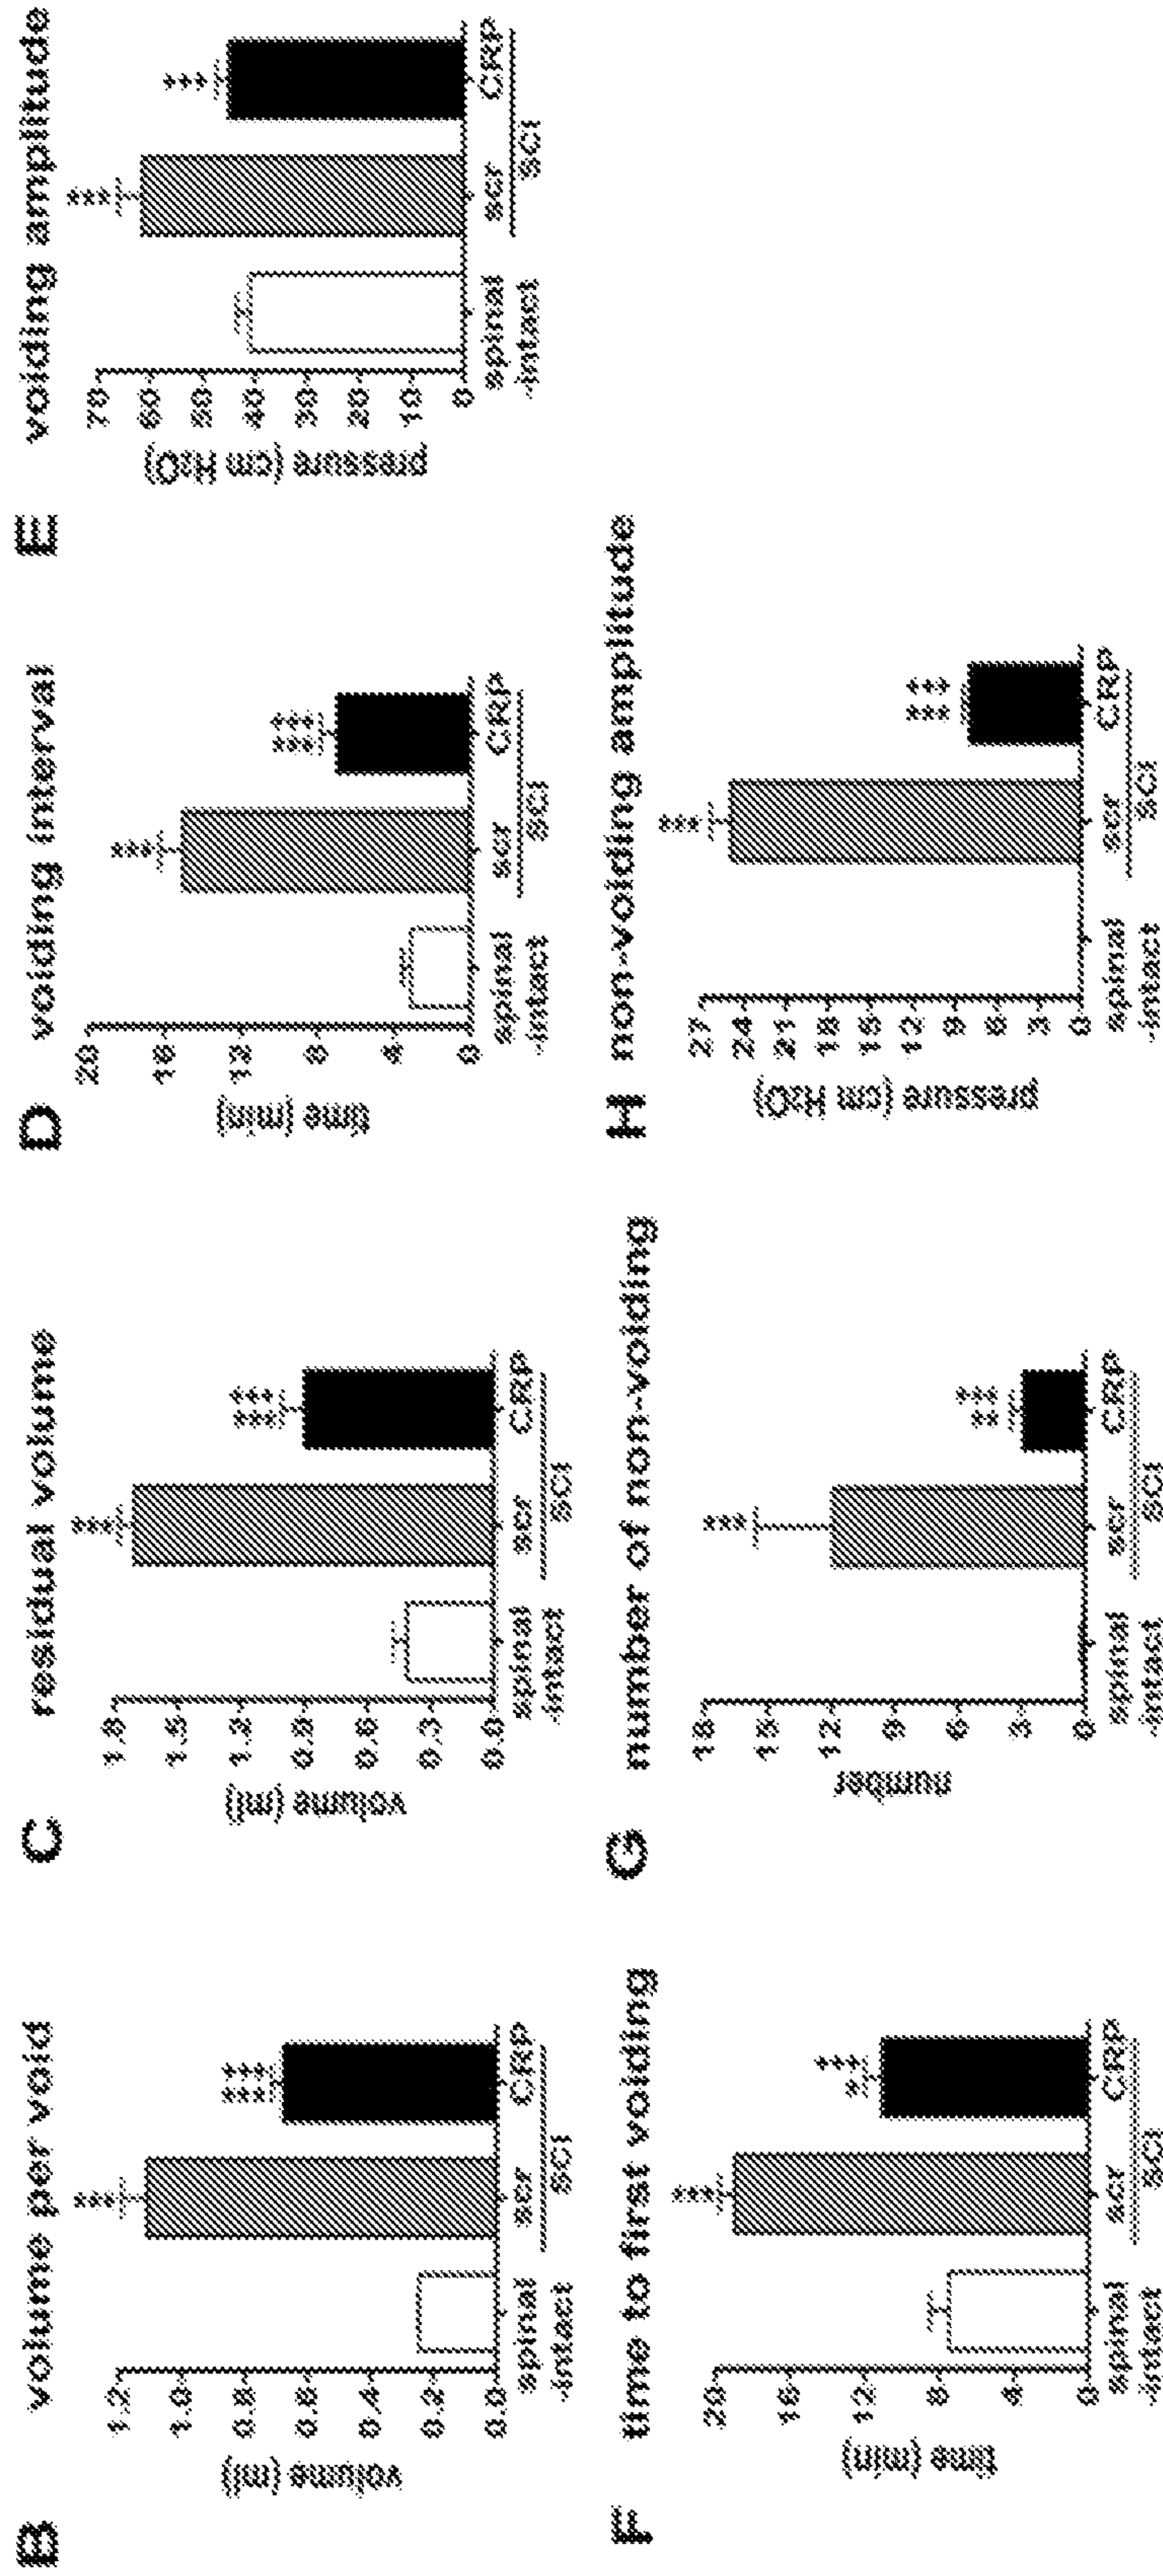 B volume per void
volume (ml)
1.2
1.0
0.8
0.6
0.4
0.2
0.0
***
***
+++
spinal
-intact
scr
CRP
SCI
C residual volume
volume (ml)
1.8
1.5
1.2
0.9
0.6
0.3
0.0
***
***
+++
spinal
-intact
scr
CRP
SCI
D voiding interval
time (min)
20
16
12
8
4
0
***
***
+++
spinal
-intact
scr
CRP
SCI
E voiding amplitude
pressure (cm H2O)
70
60
50
40
30
20
10
0
***
+++
spinal
-intact
scr
CRP
SCI
F time to first voiding
time (min)
20
16
12
8
4
0
***
*
+++
spinal
-intact
scr
CRP
SCI
G number of non-voiding
number
18
15
12
9
6
3
0
***
**
+++
spinal
-intact
scr
CRP
SCI
H non-voiding amplitude
pressure (cm H2O)
27
24
21
18
15
12
9
6
3
0
***
***
+++
spinal
-intact
scr
CRP
SCI